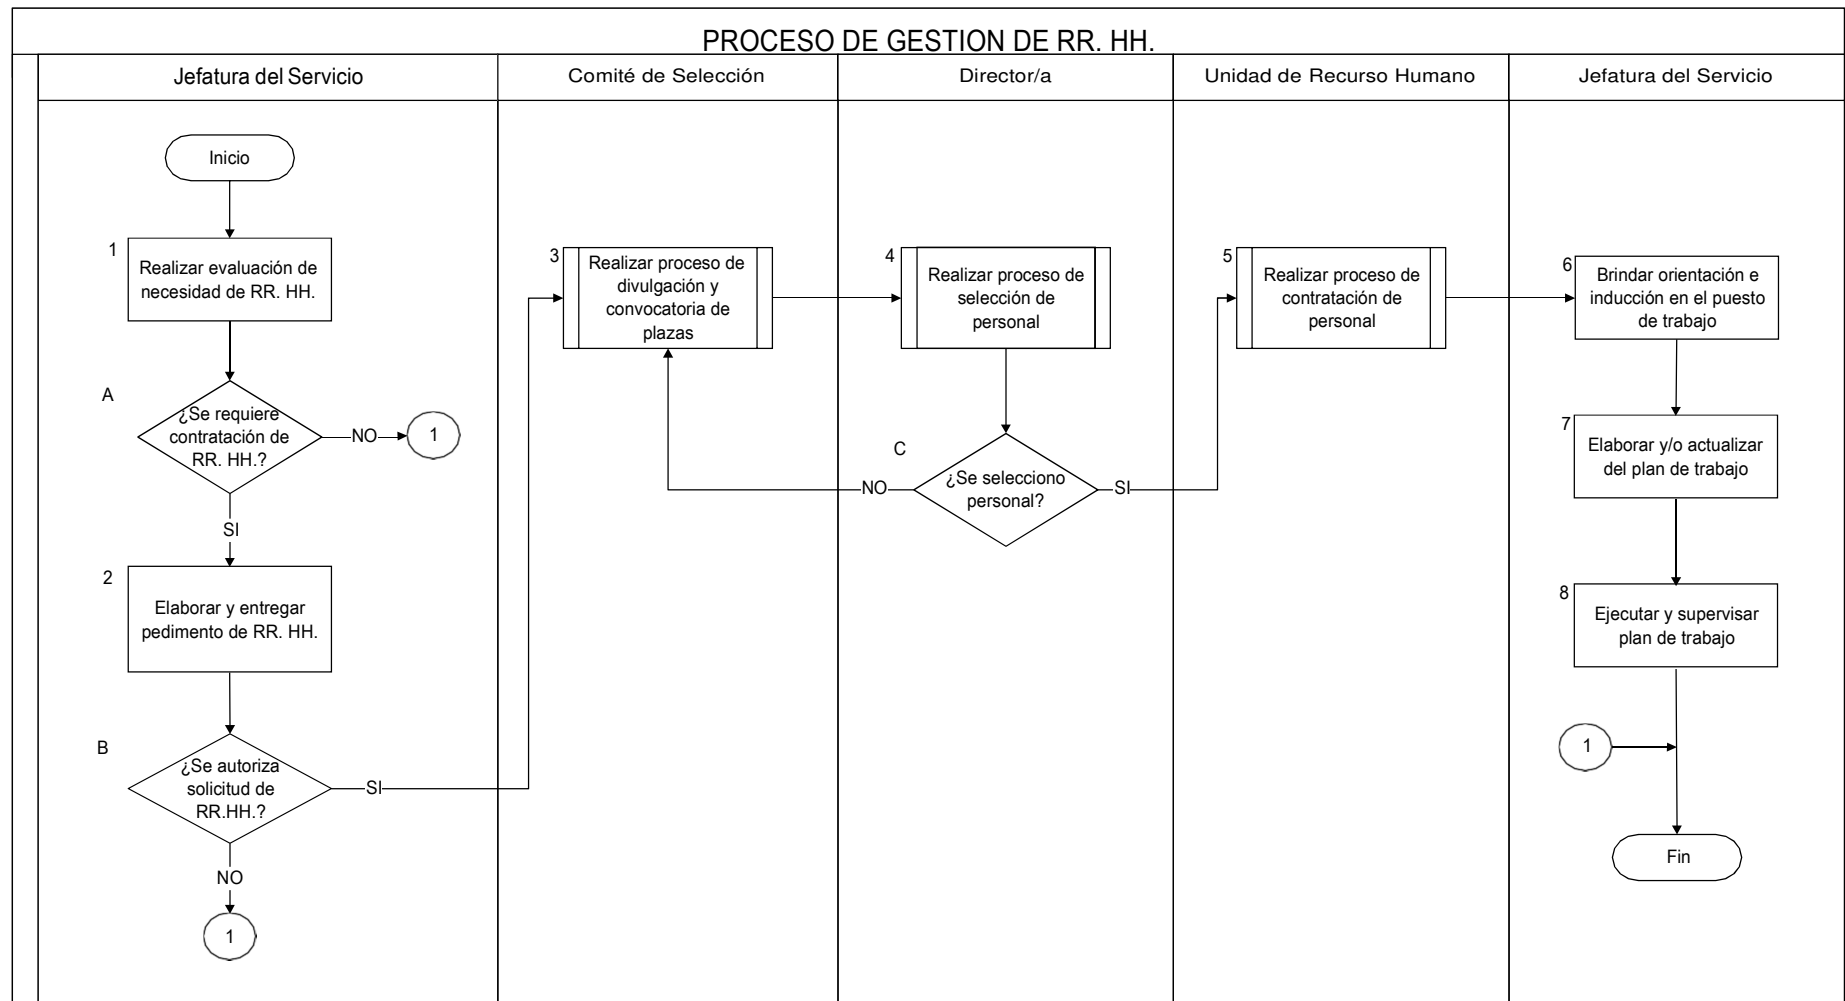 PROCESO DE GESTION DE RR. HH.
Jefatura del Servicio
Comité de Selección
Director/a
Unidad de Recurso Humano
Jefatura del Servicio
Inicio
1
Realizar evaluación de
necesidad de RR. HH.
A
¿Se requiere
contratación de
RR. HH.?
NO
1
SI
2
Elaborar y entregar
pedimento de RR. HH.
B
¿Se autoriza
solicitud de
RR.HH.?
SI
NO
1
3
Realizar proceso de
divulgación y
convocatoria de
plazas
4
Realizar proceso de
selección de
personal
C
¿Se selecciono
personal?
NO
SI
5
Realizar proceso de
contratación de
personal
6
Brindar orientación e
inducción en el puesto
de trabajo
7
Elaborar y/o actualizar
del plan de trabajo
8
Ejecutar y supervisar
plan de trabajo
1
Fin